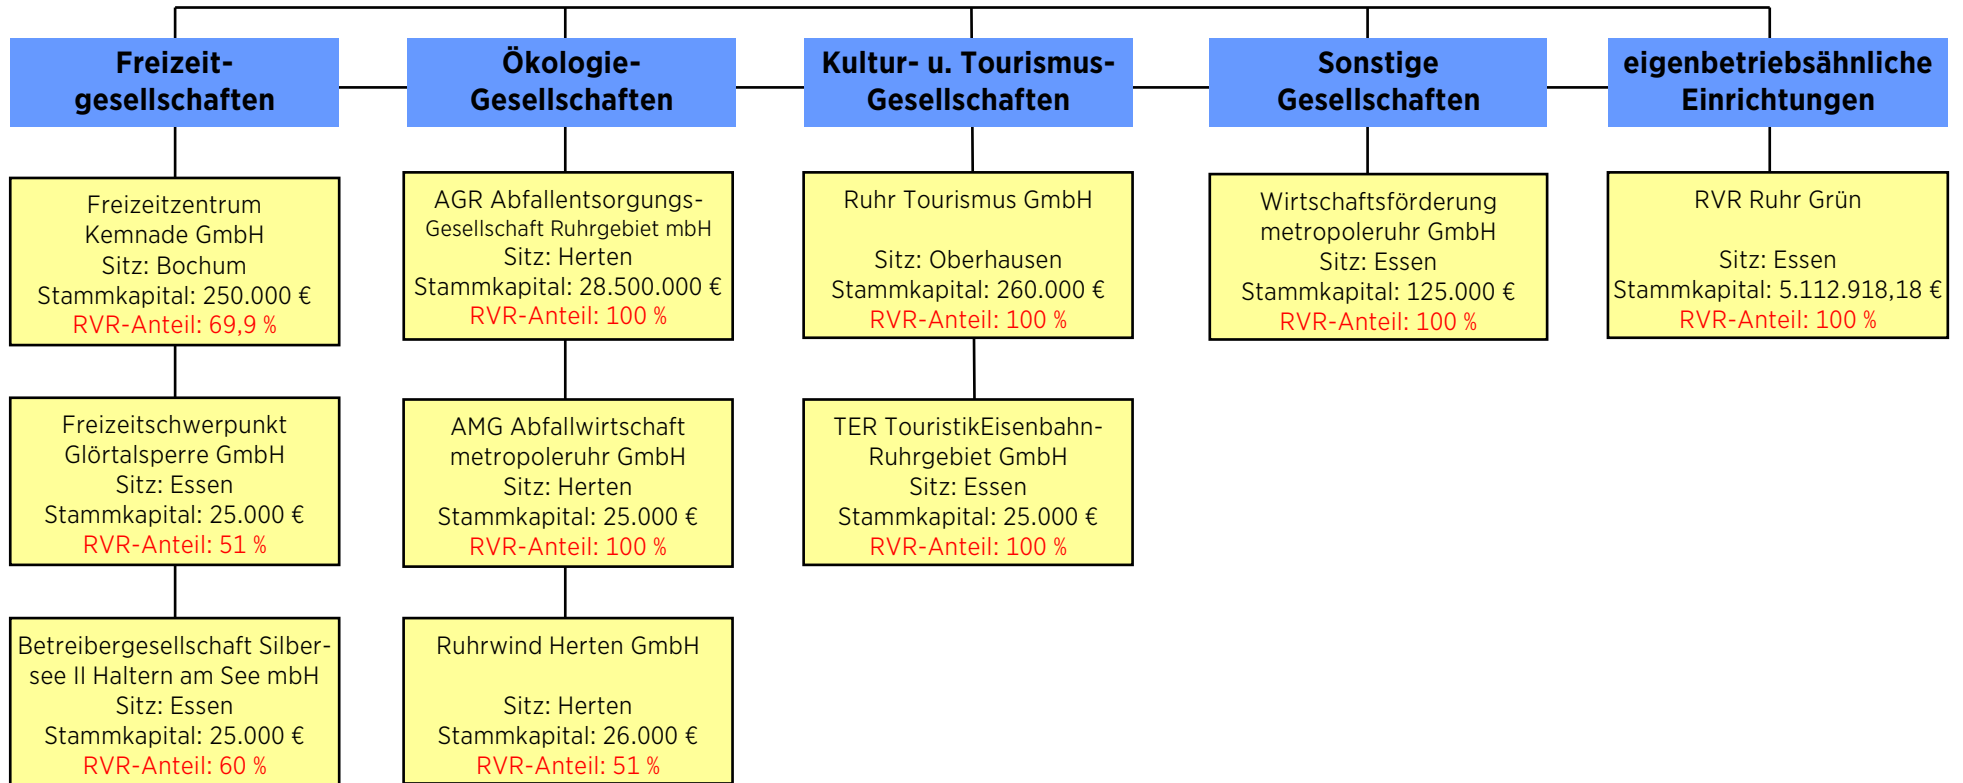 Freizeit-
gesellschaften
Ökologie-
Gesellschaften
Kultur- u. Tourismus-
Gesellschaften
Sonstige
Gesellschaften
eigenbetriebsähnliche
Einrichtungen
Freizeitzentrum
Kemnade GmbH
Sitz: Bochum
Stammkapital: 250.000 €
RVR-Anteil: 69,9 %
AGR Abfallentsorgungs-
Gesellschaft Ruhrgebiet mbH
Sitz: Herten
Stammkapital: 28.500.000 €
RVR-Anteil: 100 %
Ruhr Tourismus GmbH
Sitz: Oberhausen
Stammkapital: 260.000 €
RVR-Anteil: 100 %
Wirtschaftsförderung
metropoleruhr GmbH
Sitz: Essen
Stammkapital: 125.000 €
RVR-Anteil: 100 %
RVR Ruhr Grün
Sitz: Essen
Stammkapital: 5.112.918,18 €
RVR-Anteil: 100 %
Freizeitschwerpunkt
Glörtalsperre GmbH
Sitz: Essen
Stammkapital: 25.000 €
RVR-Anteil: 51 %
AMG Abfallwirtschaft
metropoleruhr GmbH
Sitz: Herten
Stammkapital: 25.000 €
RVR-Anteil: 100 %
TER TouristikEisenbahn-
Ruhrgebiet GmbH
Sitz: Essen
Stammkapital: 25.000 €
RVR-Anteil: 100 %
Betreibergesellschaft Silber-
see II Haltern am See mbH
Sitz: Essen
Stammkapital: 25.000 €
RVR-Anteil: 60 %
Ruhrwind Herten GmbH
Sitz: Herten
Stammkapital: 26.000 €
RVR-Anteil: 51 %